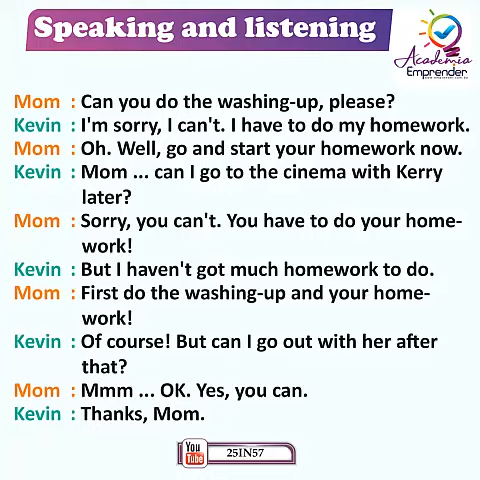 Speaking and listening
Academia
Emprender
Mom : Can you do the washing-up, please?
Kevin : I'm sorry, I can't. I have to do my homework.
Mom : Oh. Well, go and start your homework now.
Kevin : Mom ... can I go to the cinema with Kerry
later?
Mom : Sorry, you can't. You have to do your home-
work!
Kevin : But I haven't got much homework to do.
Mom : First do the washing-up and your home-
work!
Kevin : Of course! But can I go out with her after
that?
Mom : Mmm ... OK. Yes, you can.
Kevin : Thanks, Mom.
You
Tube
25IN57